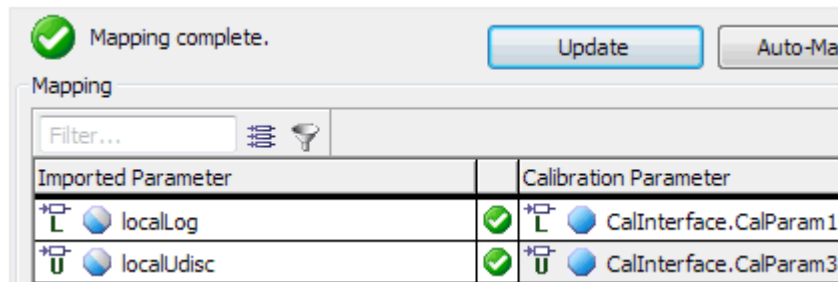 Mapping complete.
Update Auto-Ma
Mapping
Filter...
Imported Parameter Calibration Parameter
L localLog L CalInterface.CalParam1
U localUdisc U CalInterface.CalParam3